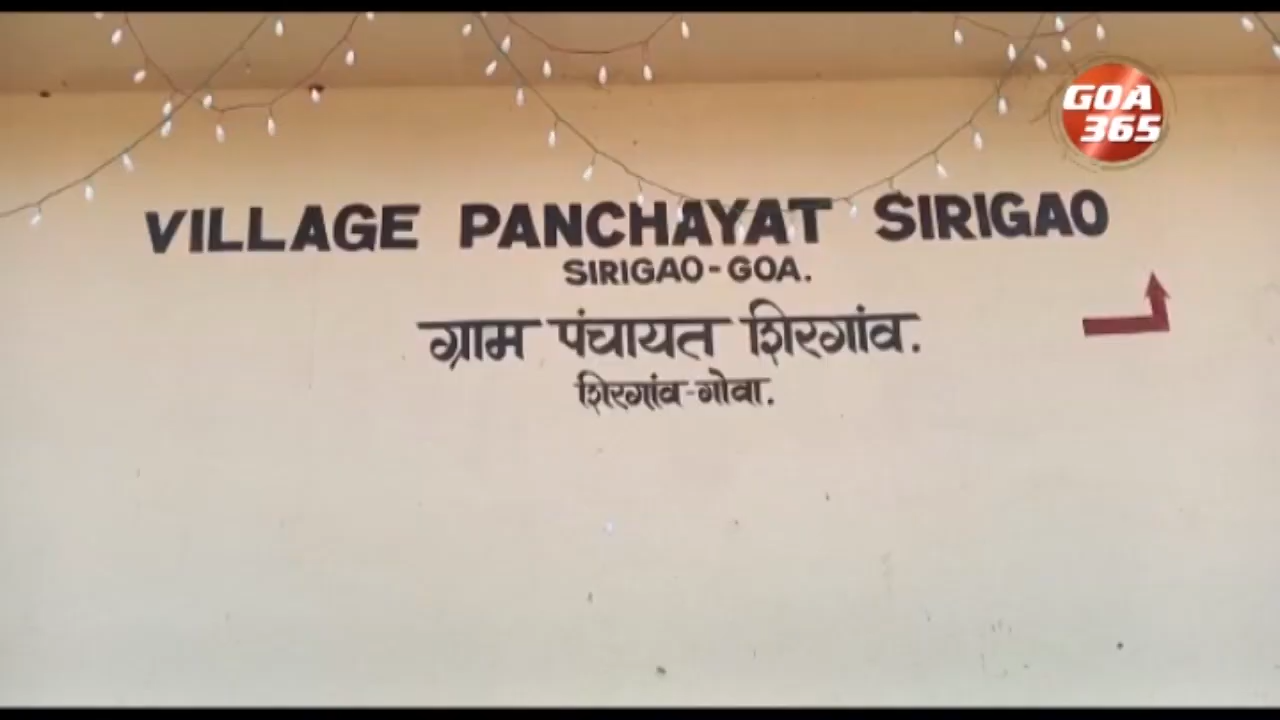 GOA
365
VILLAGE PANCHAYAT SIRIGAO
SIRIGAO-GOA.
ग्राम पंचायत शिरगांव.
शिरगांव-गोवा.